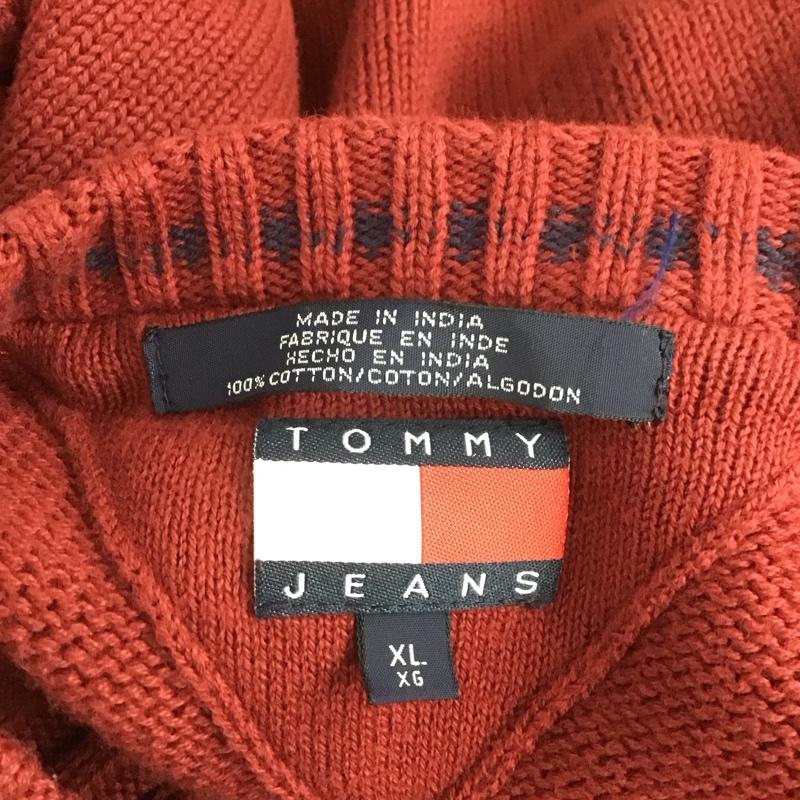 MADE IN INDIA
FABRIQUE EN INDE
HECHO EN INDIA
100% COTTON/COTON/ALGODON
TOMMY
JEANS
XL
XG